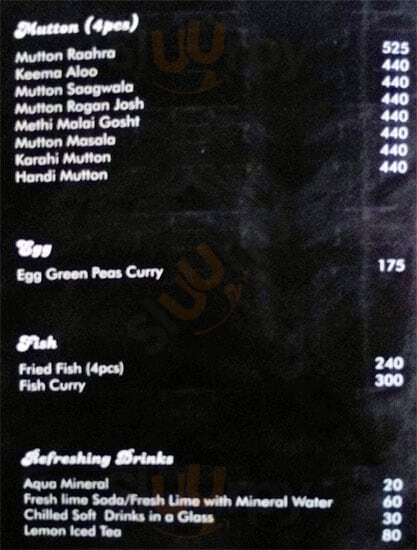 Mutton (4pcs)
Mutton Raahra 525
Keema Aloo 440
Mutton Saagwala 440
Mutton Rogan Josh 440
Methi Malai Gosht 440
Mutton Masala 440
Karahi Mutton 440
Handi Mutton 440
Egg
Egg Green Peas Curry 175
Fish
Fried Fish (4pcs) 240
Fish Curry 300
Refreshing Drinks
Aqua Mineral 20
Fresh lime Soda/Fresh Lime with Mineral Water 60
Chilled Soft Drinks in a Glass 30
Lemon Iced Tea 80